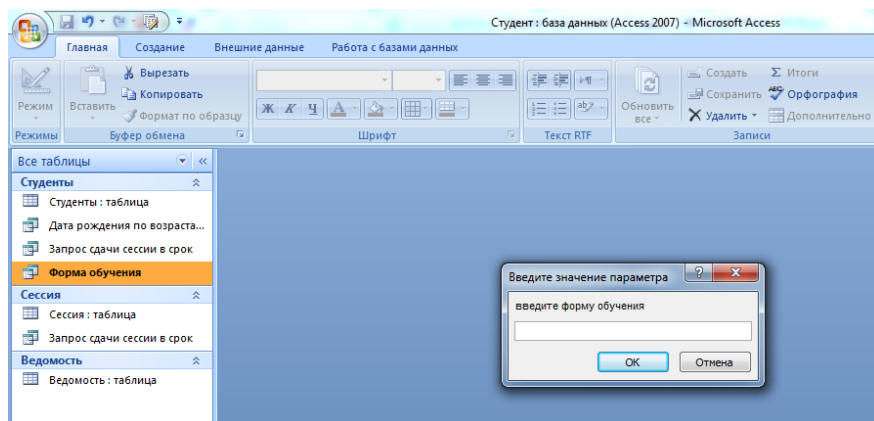 Студент : база данных (Access 2007) - Microsoft Access
Главная Создание Внешние данные Работа с базами данных
Режим
Вставить
Вырезать
Копировать
Формат по образцу
Ж К Ч A
ab
Обновить все
Создать
Сохранить
Удалить
Σ Итоги
ABC Орфография
Дополнительно
Режимы Буфер обмена Шрифт Текст RTF Записи
Все таблицы
Студенты
Студенты : таблица
Дата рождения по возраста...
Запрос сдачи сессии в срок
Форма обучения
Сессия
Сессия : таблица
Запрос сдачи сессии в срок
Ведомость
Ведомость : таблица
Введите значение параметра
введите форму обучения
OK Отмена